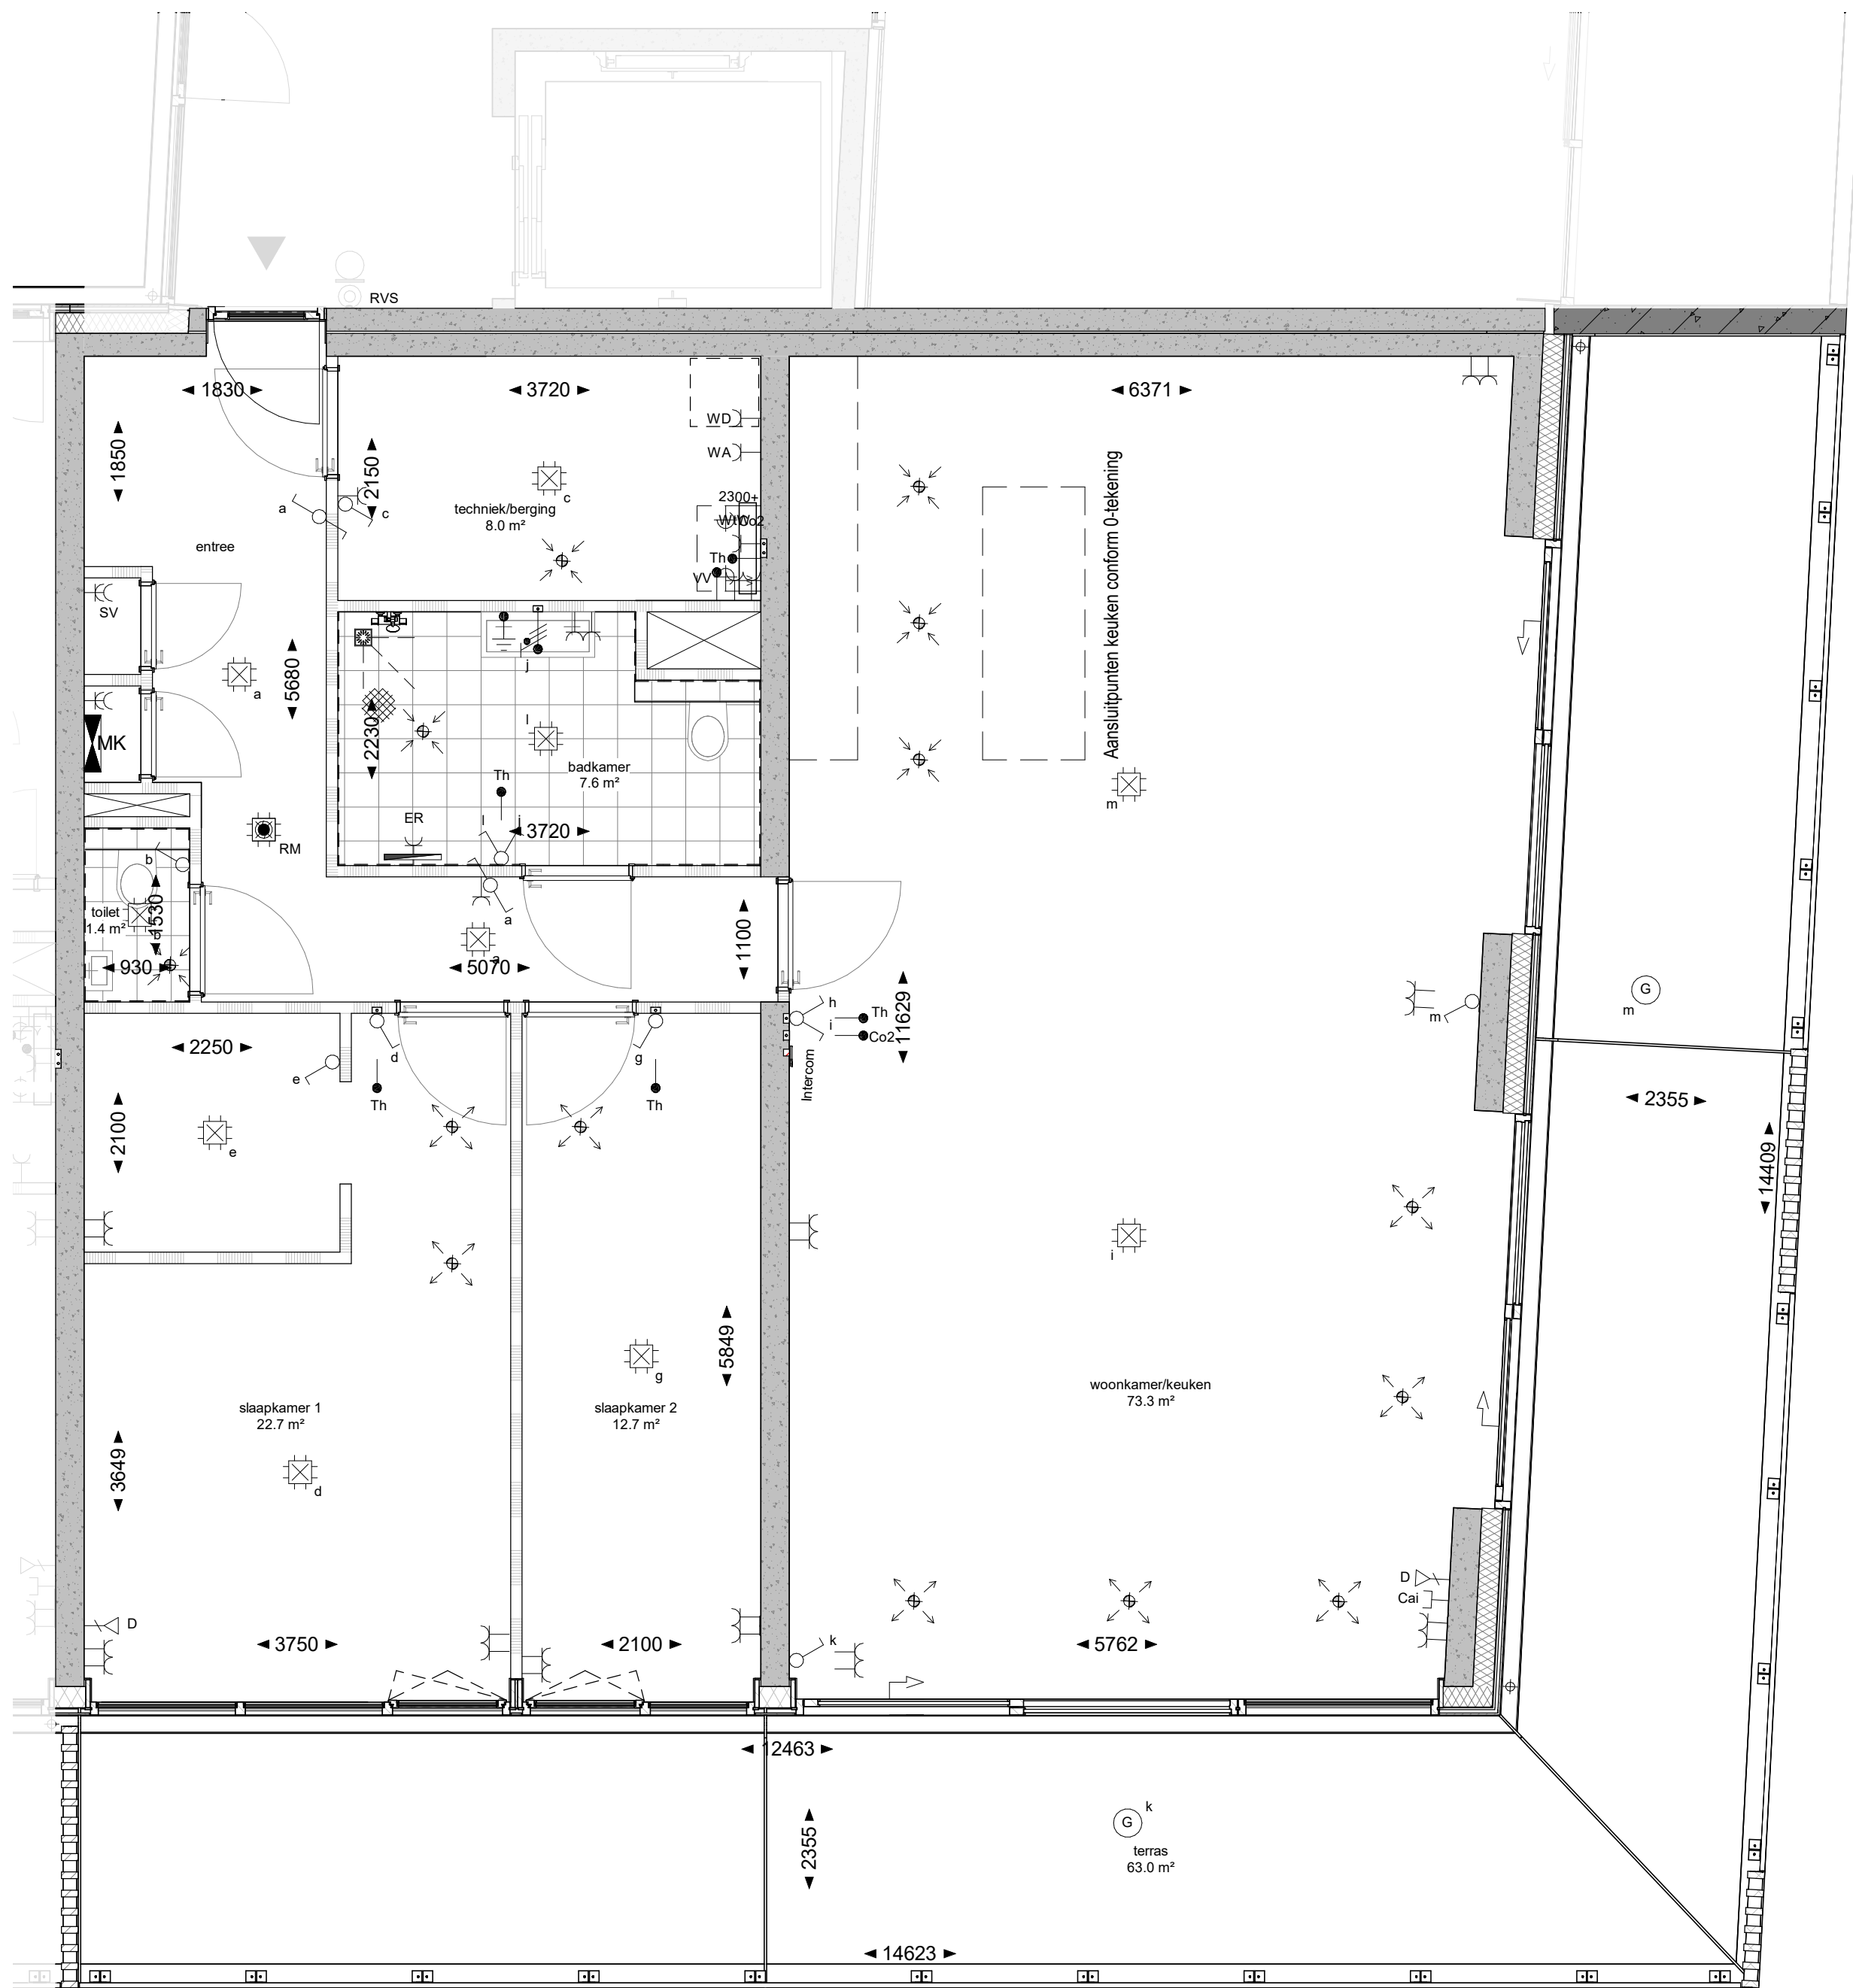 RVS
1830
3720
6371
1850
2150
WD
WA
2300+
c
techniek/berging
8.0 m²
a
c
Co2
Th
VV
entree
Aansluitpunten keuken conform 0-tekening
SV
5680
a
j
MK
2230
l
badkamer
7.6 m²
Th
m
ER
l
j
3720
RM
b
toilet
1.4 m²
1530
b
930
a
a
5070
1100
11629
h
i
Th
Co2
Intercom
m
G
m
2250
d
g
e
Th
Th
2100
e
2355
14409
i
5849
g
woonkamer/keuken
73.3 m²
slaapkamer 1
22.7 m²
slaapkamer 2
12.7 m²
3649
d
D
Cai
D
3750
2100
k
5762
12463
2355
k
G
terras
63.0 m²
14623